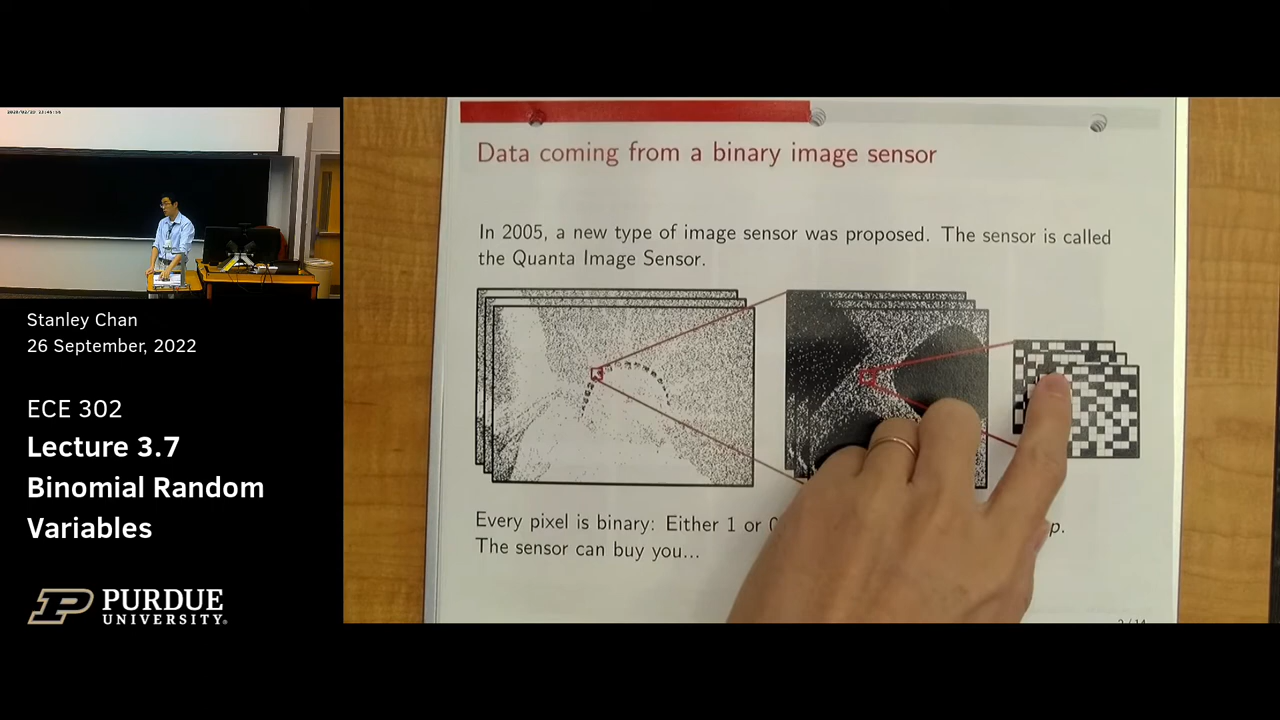 Stanley Chan
26 September, 2022
ECE 302
Lecture 3.7
Binomial Random
Variables
PURDUE
UNIVERSITY
Data coming from a binary image sensor
In 2005, a new type of image sensor was proposed. The sensor is called
the Quanta Image Sensor.
Every pixel is binary: Either 1 or 0 p.
The sensor can buy you...